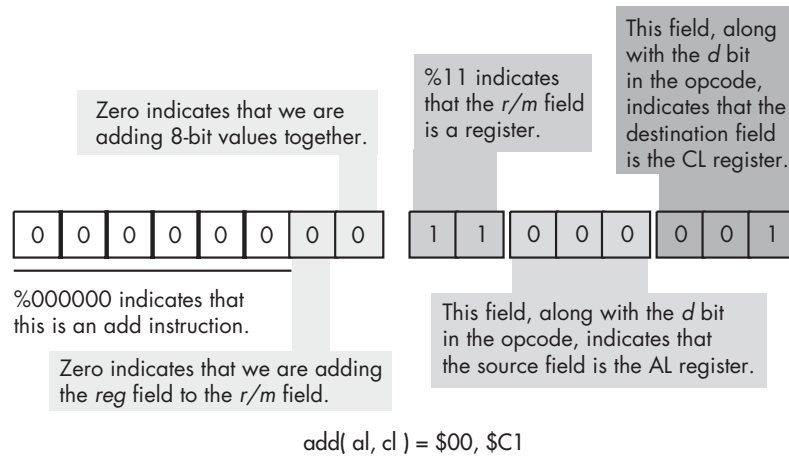 This field, along
with the d bit
in the opcode,
indicates that the
destination field
is the CL register.
%11 indicates
that the r/m field
is a register.
Zero indicates that we are
adding 8-bit values together.
0 0 0 0 0 0 0 0 1 1 0 0 0 0 0 1
%000000 indicates that
this is an add instruction.
This field, along with the d bit
in the opcode, indicates that
the source field is the AL register.
Zero indicates that we are adding
the reg field to the r/m field.
add( al, cl ) = $00, $C1